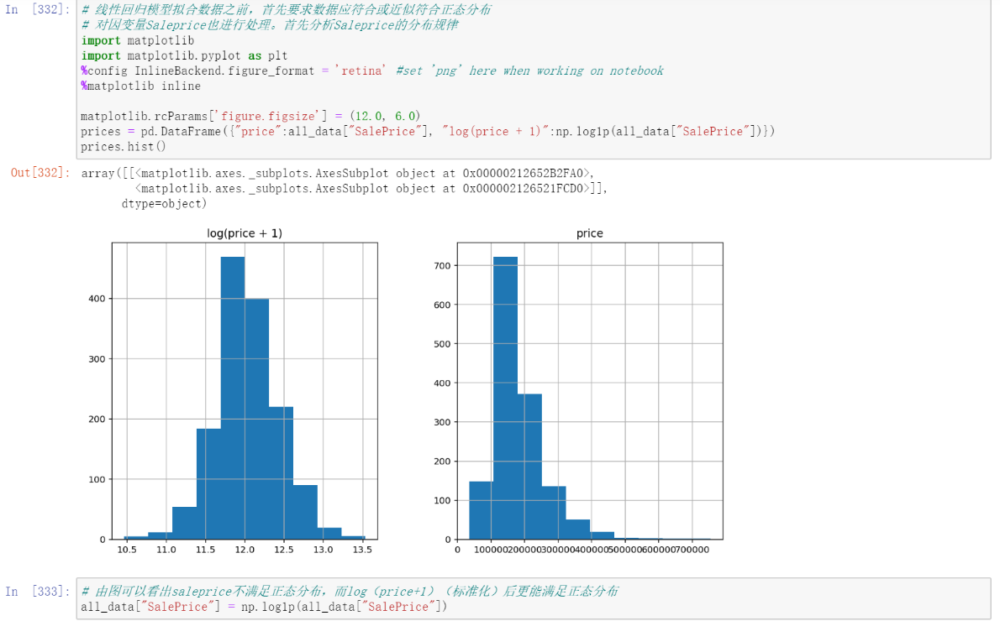 In [332]: # 线性回归模型拟合数据之前，首先要求数据应符合或近似符合正态分布
# 对因变量Saleprice也进行处理。首先分析Saleprice的分布规律
import matplotlib
import matplotlib.pyplot as plt
%config InlineBackend.figure_format = 'retina' #set 'png' here when working on notebook
%matplotlib inline
matplotlib.rcParams['figure.figsize'] = (12.0, 6.0)
prices = pd.DataFrame({"price":all_data["SalePrice"], "log(price + 1)":np.log1p(all_data["SalePrice"])})
prices.hist()
Out[332]: array([[<matplotlib.axes._subplots.AxesSubplot object at 0x00000212652B2FA0>,
<matplotlib.axes._subplots.AxesSubplot object at 0x000002126521FCD0>]],
dtype=object)
log(price + 1)
400
300
200
100
0
10.5 11.0 11.5 12.0 12.5 13.0 13.5
price
700
600
500
400
300
200
100
0
0 100000200000300000400000500000600000700000
In [333]: # 由图可以看出saleprice不满足正态分布，而log（price+1）（标准化）后更能满足正态分布
all_data["SalePrice"] = np.log1p(all_data["SalePrice"])